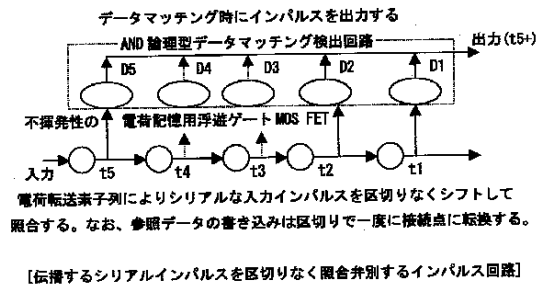 データマッチング時にインパルスを出力する
AND論理型データマッチング検出回路
出力(t5+)
D5 D4 D3 D2 D1
不揮発性の 電荷記憶用浮遊ゲートMOS FET
入力 t5 t4 t3 t2 t1
電荷転送素子列によりシリアルな入力インパルスを区切りなくシフトして
照合する。なお、参照データの書き込みは区切りで一度に接続点に転換する。
[伝播するシリアルインパルスを区切りなく照合弁別するインパルス回路]